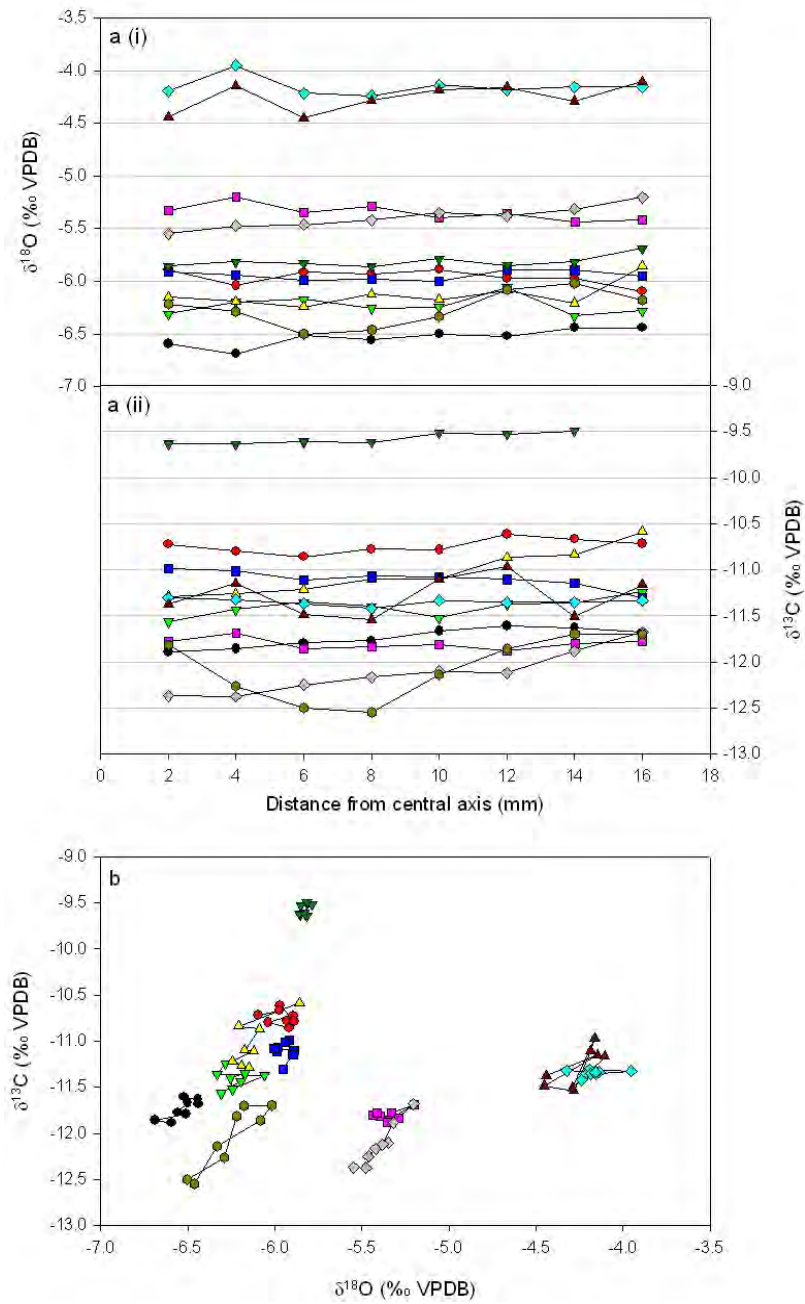 a (i)
-3.5
-4.0
-4.5
-5.0
-5.5
-6.0
-6.5
-7.0
δ¹⁸O (‰ VPDB)
a (ii)
-9.0
-9.5
-10.0
-10.5
-11.0
-11.5
-12.0
-12.5
-13.0
δ¹³C (‰ VPDB)
0 2 4 6 8 10 12 14 16 18
Distance from central axis (mm)
b
-9.0
-9.5
-10.0
-10.5
-11.0
-11.5
-12.0
-12.5
-13.0
δ¹³C (‰ VPDB)
-7.0 -6.5 -6.0 -5.5 -5.0 -4.5 -4.0 -3.5
δ¹⁸O (‰ VPDB)